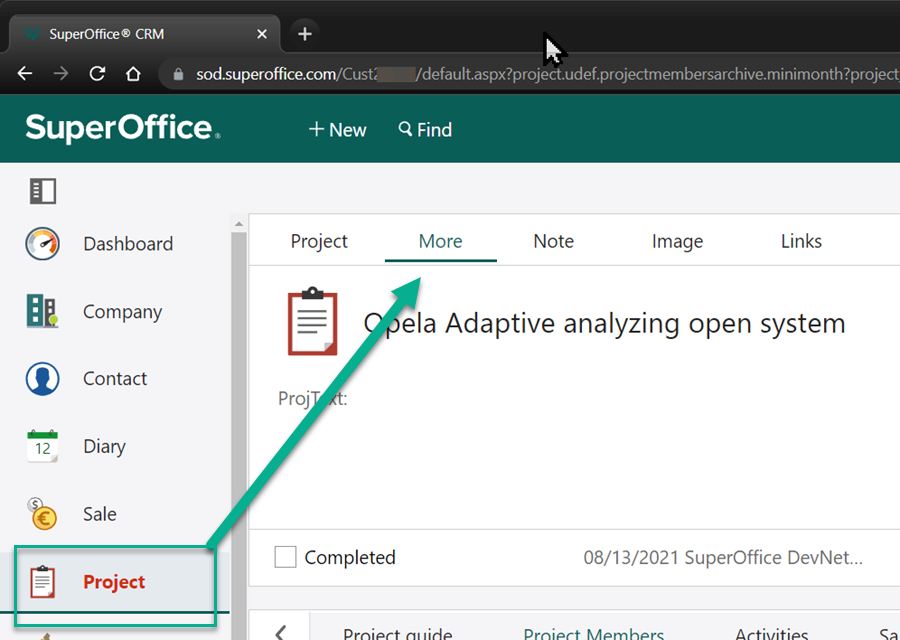 SuperOffice® CRM
sod.superoffice.com/Cust2 /default.aspx?project.udef.projectmembersarchive.minimonth?project
SuperOffice®
+ New
Find
Dashboard
Company
Contact
12
Diary
Sale
Project
Project
More
Note
Image
Links
Opela Adaptive analyzing open system
ProjText:
Completed
08/13/2021 SuperOffice DevNet...
Project guide
Project Members
Activities
Sa